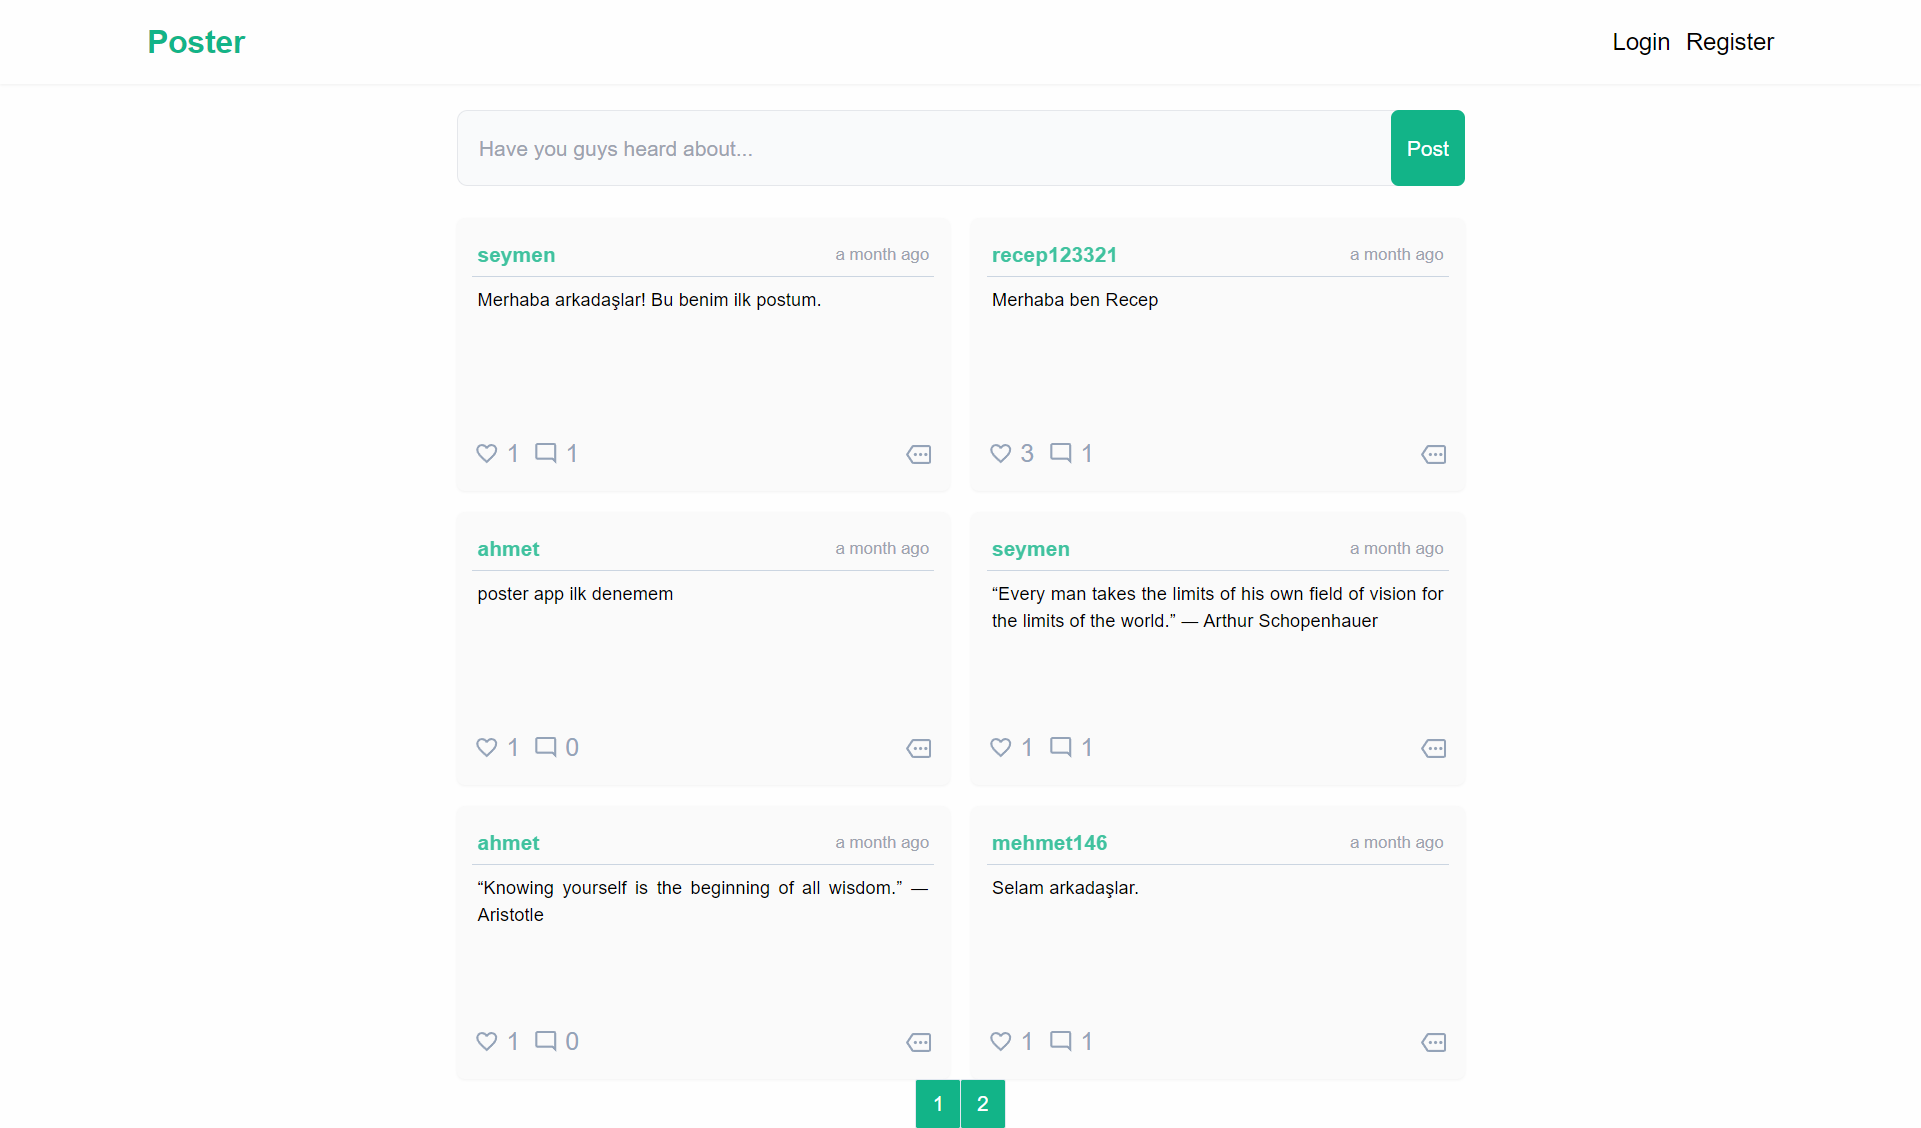 Poster
Login Register
Have you guys heard about...
Post
seymen a month ago
Merhaba arkadaşlar! Bu benim ilk postum.
1 1
recep123321 a month ago
Merhaba ben Recep
3 1
ahmet a month ago
poster app ilk denemem
1 0
seymen a month ago
“Every man takes the limits of his own field of vision for
the limits of the world.” — Arthur Schopenhauer
1 1
ahmet a month ago
“Knowing yourself is the beginning of all wisdom.” —
Aristotle
1 0
mehmet146 a month ago
Selam arkadaşlar.
1 1
1 2